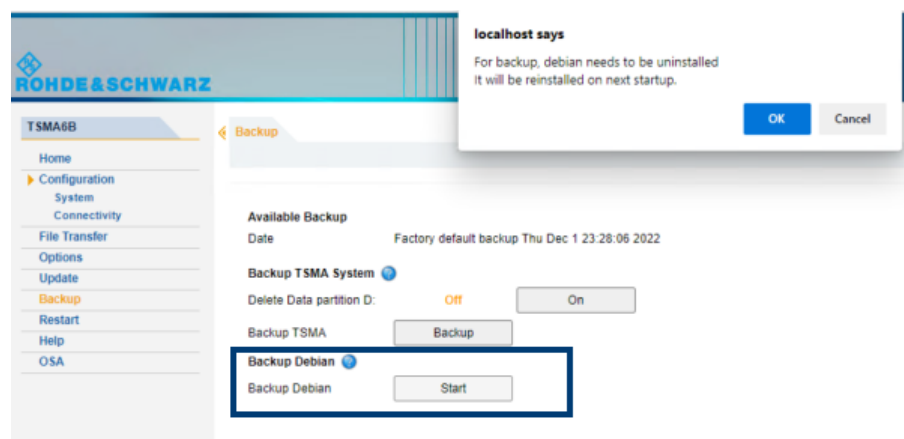 localhost says
For backup, debian needs to be uninstalled
It will be reinstalled on next startup.
OK Cancel
ROHDE&SCHWARZ
TSMA6B
Home
Configuration
System
Connectivity
File Transfer
Options
Update
Backup
Restart
Help
OSA
Backup
Available Backup
Date Factory default backup Thu Dec 1 23:28:06 2022
Backup TSMA System ?
Delete Data partition D: Off On
Backup TSMA Backup
Backup Debian ?
Backup Debian Start